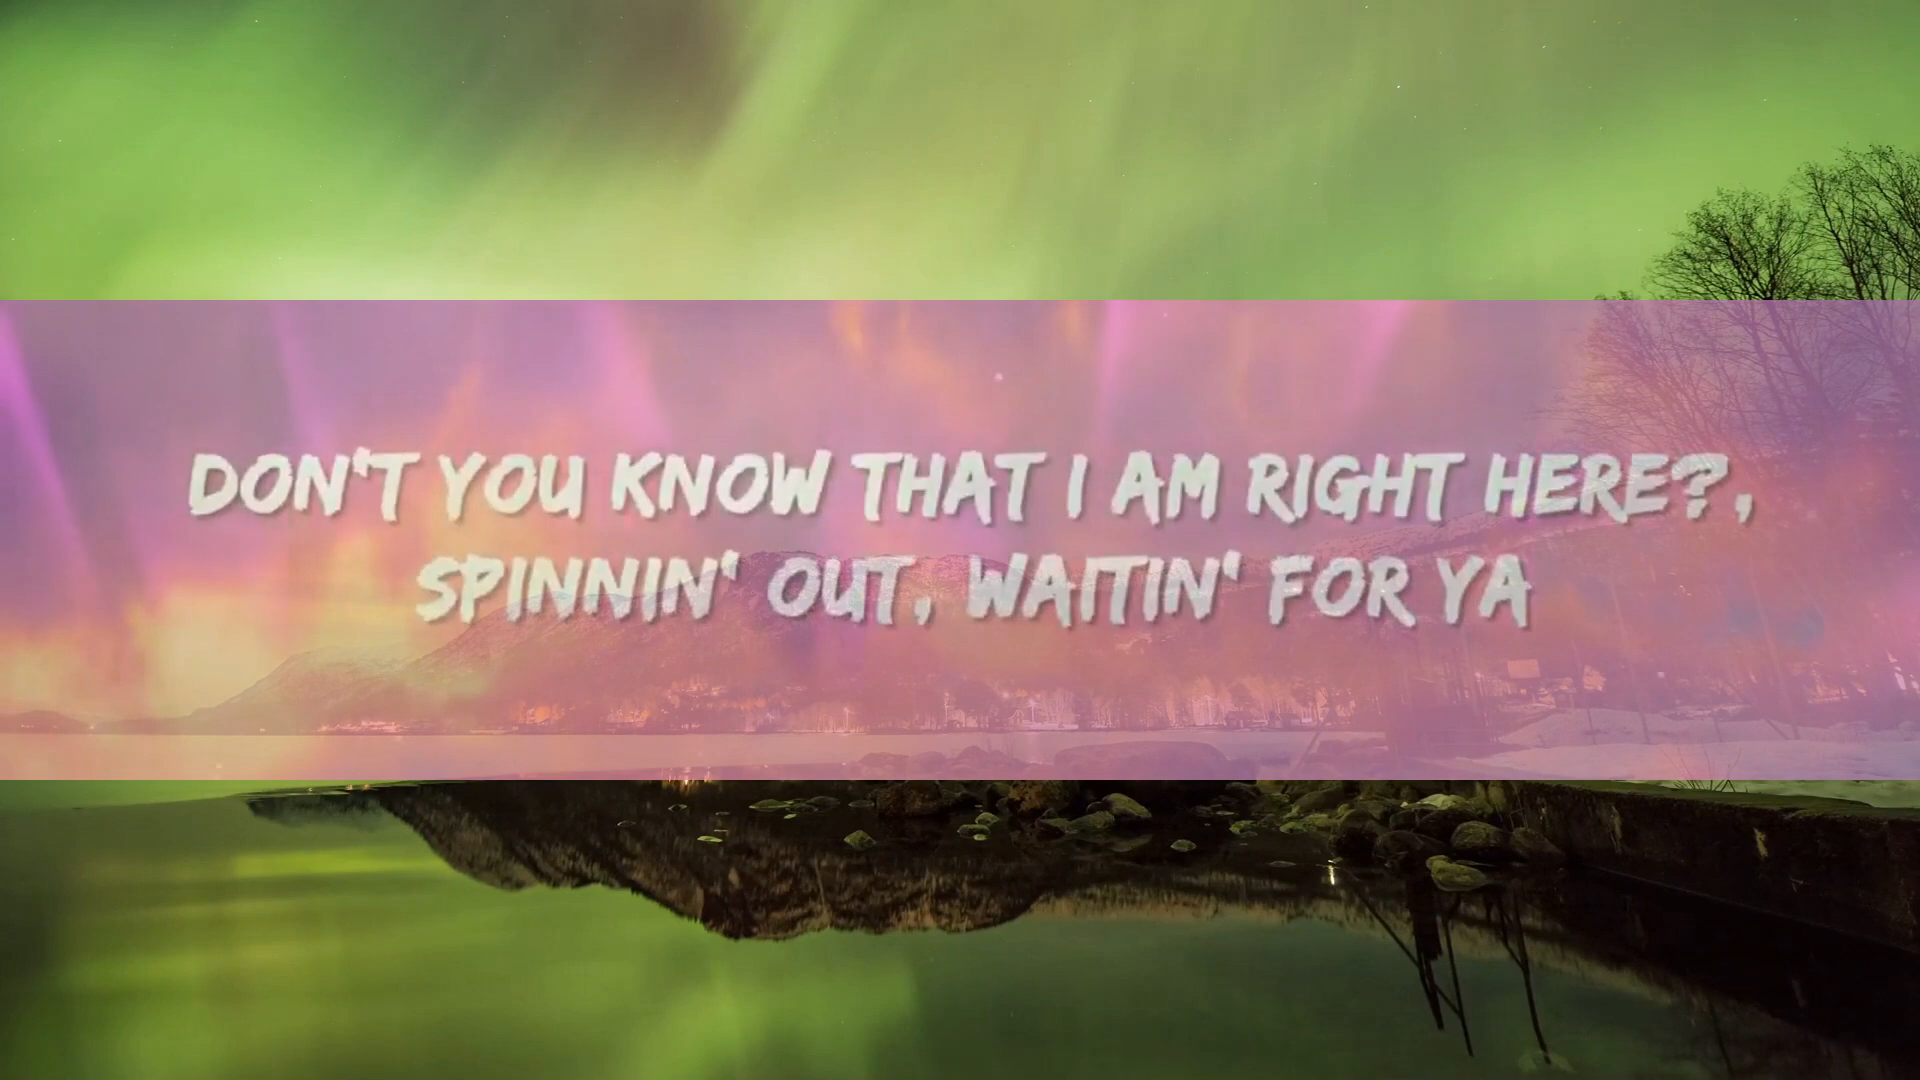 DON'T YOU KNOW THAT I AM RIGHT HERE?,
SPINNIN' OUT, WAITIN' FOR YA